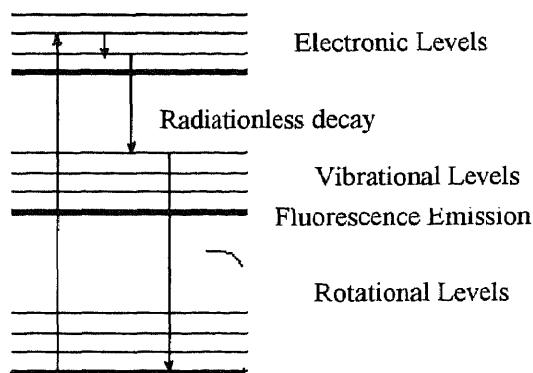 Electronic Levels
Radiationless decay
Vibrational Levels
Fluorescence Emission
Rotational Levels